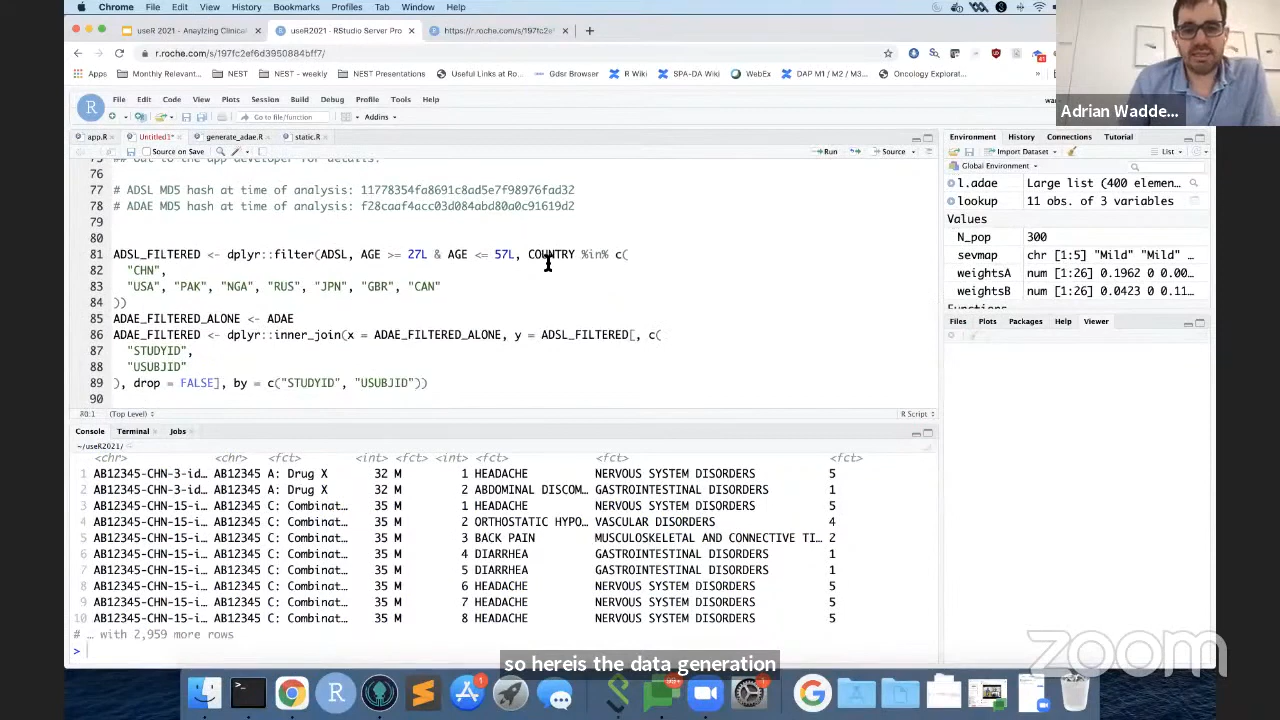 Chrome File Edit View History Bookmarks Profiles Tab Window Help
useR 2021 - Anaylzing Clinical
useR2021 - RStudio Server Pro
https://r.roche.com/s/197fc2ef
r.roche.com/s/197fc2ef6d3950884bff7/
Apps Monthly Relevant... NEST NEST - weekly NEST Presentations Useful Links at Ro... Gdsr Browser R Wiki SPA-DA Wiki WebEx DAP M1 / M2 / M3... Oncology Explorat...
Adrian Wadde...
File Edit Code View Plots Session Build Debug Profile Tools Help
Go to file/function Addins
app.R Untitled1* generate_adae.R static.R
Source on Save Run Source
## out to the app developer for details.
76
77 # ADSL MD5 hash at time of analysis: 11778354fa8691c8ad5e7f98976fad32
78 # ADAE MD5 hash at time of analysis: f28caaf4acc03d084abd80a0c91619d2
79
80
81 ADSL_FILTERED <- dplyr::filter(ADSL, AGE >= 27L & AGE <= 57L, COUNTRY %in% c(
82 "CHN",
83 "USA", "PAK", "NGA", "RUS", "JPN", "GBR", "CAN"
84 ))
85 ADAE_FILTERED_ALONE <- ADAE
86 ADAE_FILTERED <- dplyr::inner_join(x = ADAE_FILTERED_ALONE, y = ADSL_FILTERED[, c(
87 "STUDYID",
88 "USUBJID"
89 ), drop = FALSE], by = c("STUDYID", "USUBJID"))
90
80:1 (Top Level) R Script
Console Terminal Jobs
~/useR2021/
<chr> <chr> <fct> <int> <fct> <int> <fct> <fct> <fct>
1 AB12345-CHN-3-id… AB12345 A: Drug X 32 M 1 HEADACHE NERVOUS SYSTEM DISORDERS 5
2 AB12345-CHN-3-id… AB12345 A: Drug X 32 M 2 ABDOMINAL DISCOM… GASTROINTESTINAL DISORDERS 1
3 AB12345-CHN-15-i… AB12345 C: Combinat… 35 M 1 HEADACHE NERVOUS SYSTEM DISORDERS 5
4 AB12345-CHN-15-i… AB12345 C: Combinat… 35 M 2 ORTHOSTATIC HYPO… VASCULAR DISORDERS 4
5 AB12345-CHN-15-i… AB12345 C: Combinat… 35 M 3 BACK PAIN MUSCULOSKELETAL AND CONNECTIVE TI… 2
6 AB12345-CHN-15-i… AB12345 C: Combinat… 35 M 4 DIARRHEA GASTROINTESTINAL DISORDERS 1
7 AB12345-CHN-15-i… AB12345 C: Combinat… 35 M 5 DIARRHEA GASTROINTESTINAL DISORDERS 1
8 AB12345-CHN-15-i… AB12345 C: Combinat… 35 M 6 HEADACHE NERVOUS SYSTEM DISORDERS 5
9 AB12345-CHN-15-i… AB12345 C: Combinat… 35 M 7 HEADACHE NERVOUS SYSTEM DISORDERS 5
10 AB12345-CHN-15-i… AB12345 C: Combinat… 35 M 8 HEADACHE NERVOUS SYSTEM DISORDERS 5
# … with 2,959 more rows
>
Environment History Connections Tutorial
Import Dataset List
Global Environment
l.adae Large list (400 elemen…
lookup 11 obs. of 3 variables
Values
N_pop 300
sevmap chr [1:5] "Mild" "Mild" …
weightsA num [1:26] 0.1962 0 0.00…
weightsB num [1:26] 0.0423 0 0.11…
Functions
Files Plots Packages Help Viewer
so hereis the data generation
zoom